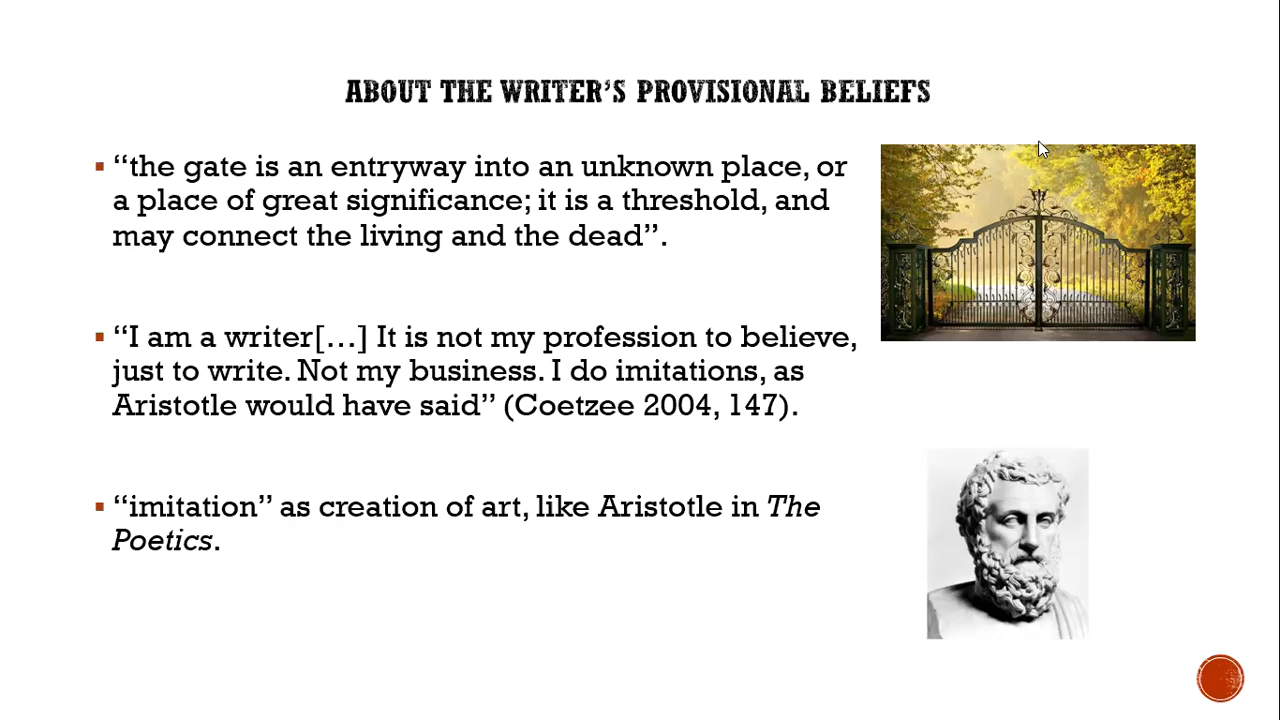 ABOUT THE WRITER'S PROVISIONAL BELIEFS
“the gate is an entryway into an unknown place, or
a place of great significance; it is a threshold, and
may connect the living and the dead”.
“I am a writer[…] It is not my profession to believe,
just to write. Not my business. I do imitations, as
Aristotle would have said” (Coetzee 2004, 147).
“imitation” as creation of art, like Aristotle in The
Poetics.